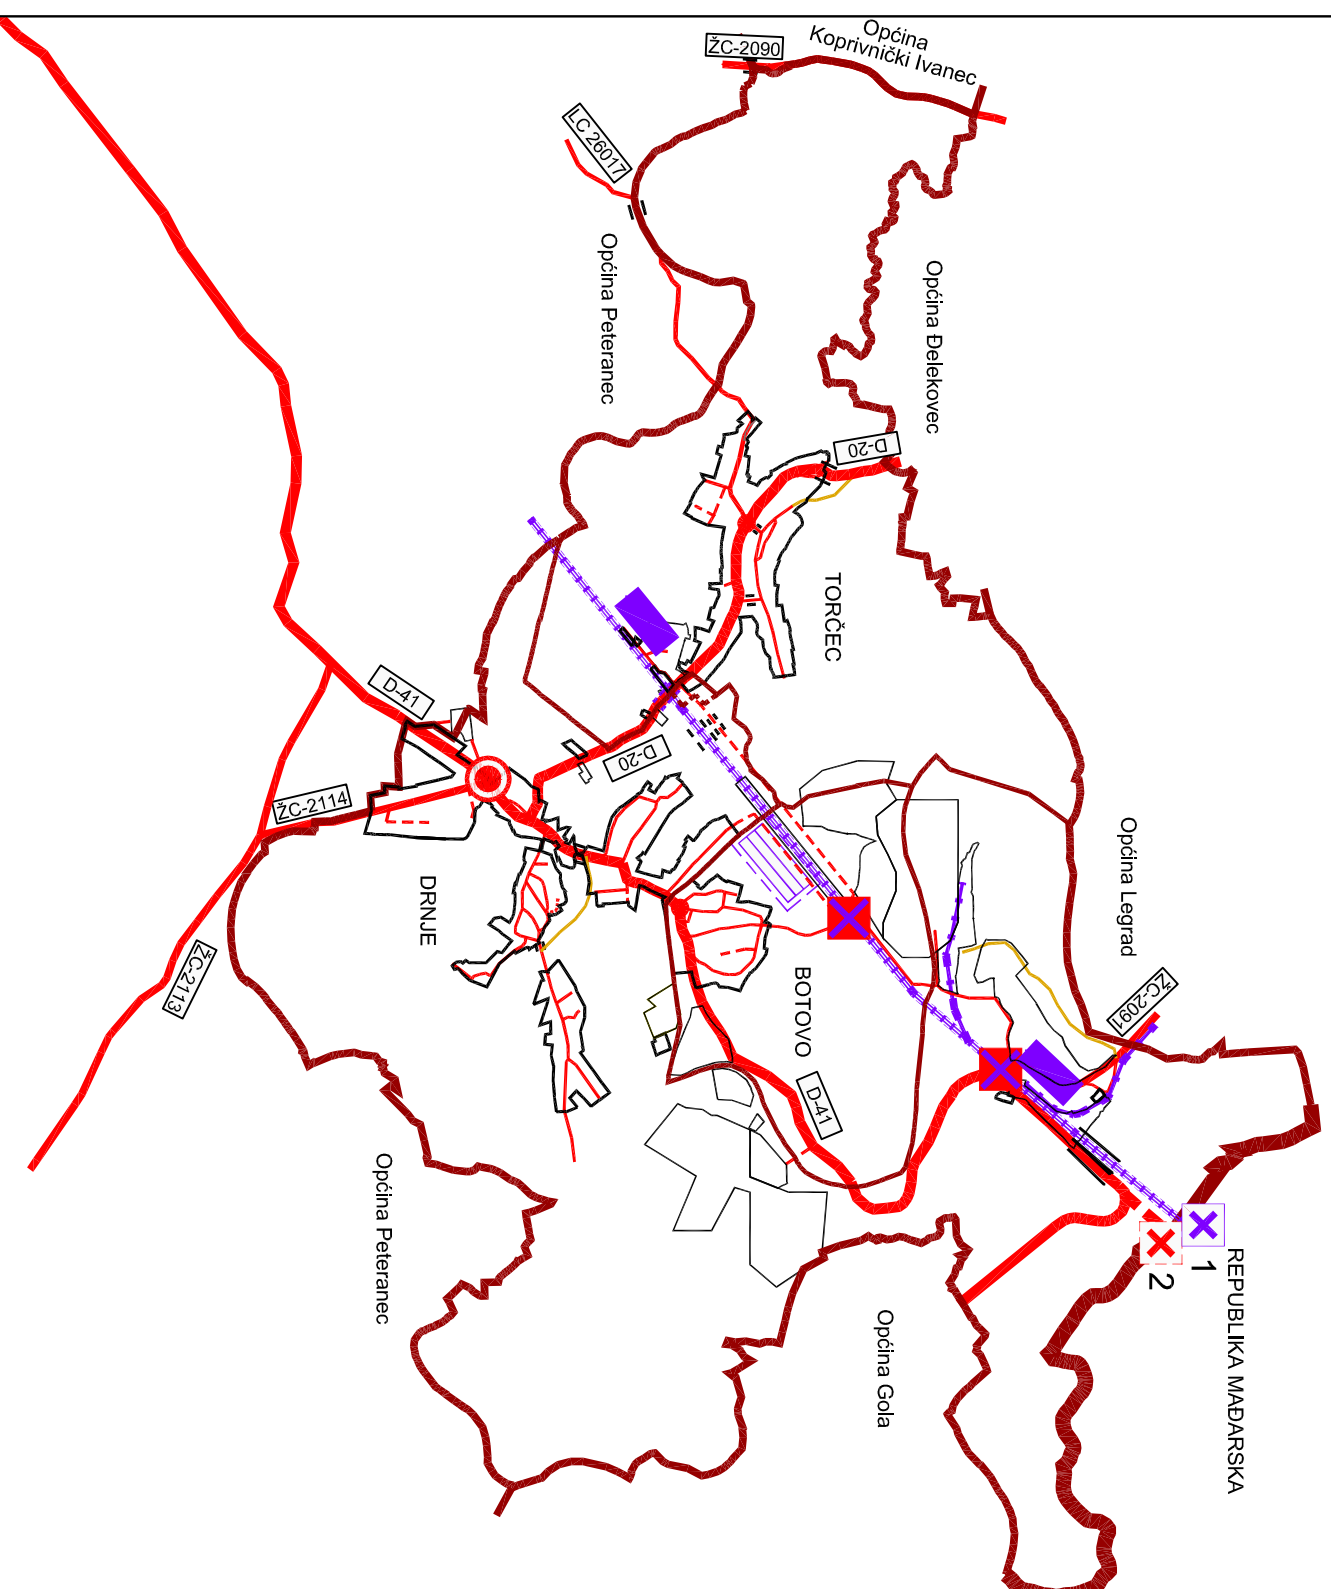 Općina
Koprivnički Ivanec
ŽC-2090
LC 26017
Općina Peteranec
Općina Đelekovec
D-20
TORČEC
D-41
D-20
ŽC-2114
DRNJE
Općina Legrad
ŽC-2113
BOTOVO
ŽC-2091
D-41
Općina Peteranec
1
2
REPUBLIKA MAĐARSKA
Općina Gola